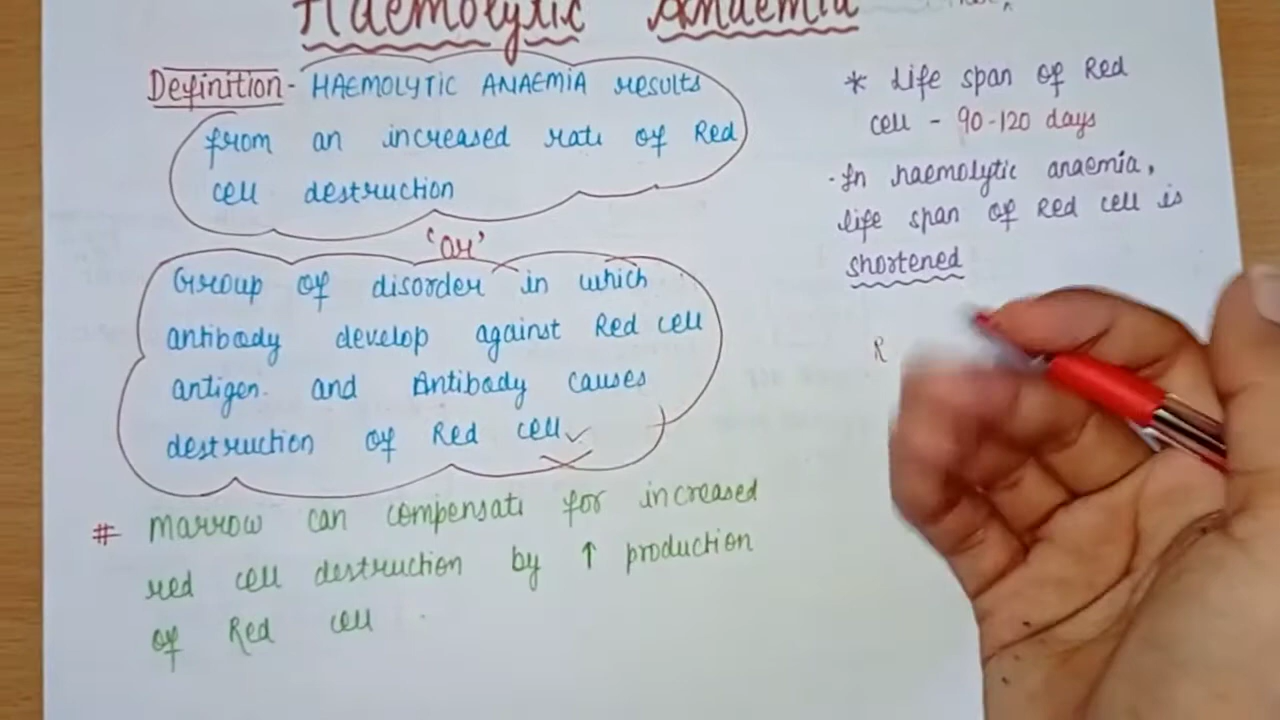 Haemolytic Anaemia
Definition - HAEMOLYTIC ANAEMIA results
from an increased rate of Red
cell destruction
'Or'
Group of disorder in which
antibody develop against Red cell
antigen. and Antibody causes
destruction of Red cell
# Marrow can compensate for increased
red cell destruction by ↑ production
of Red cell .
* Life span of Red
cell - 90-120 days
- In haemolytic anaemia,
life span of Red cell is
shortened
R